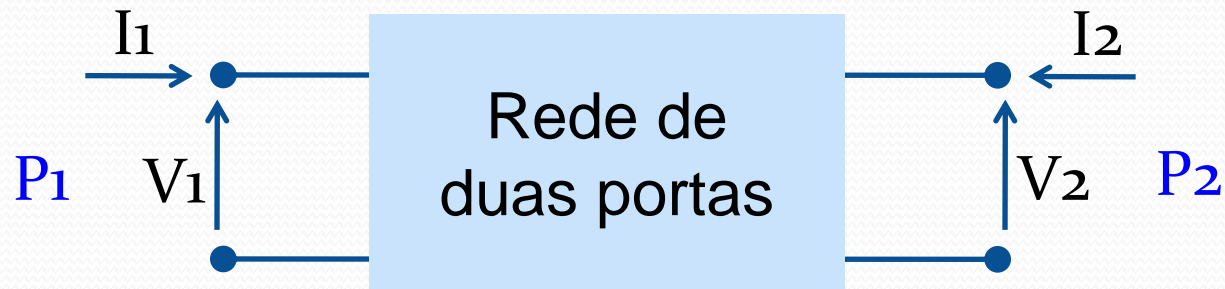 I1
I2
Rede de
duas portas
P1
V1
V2
P2